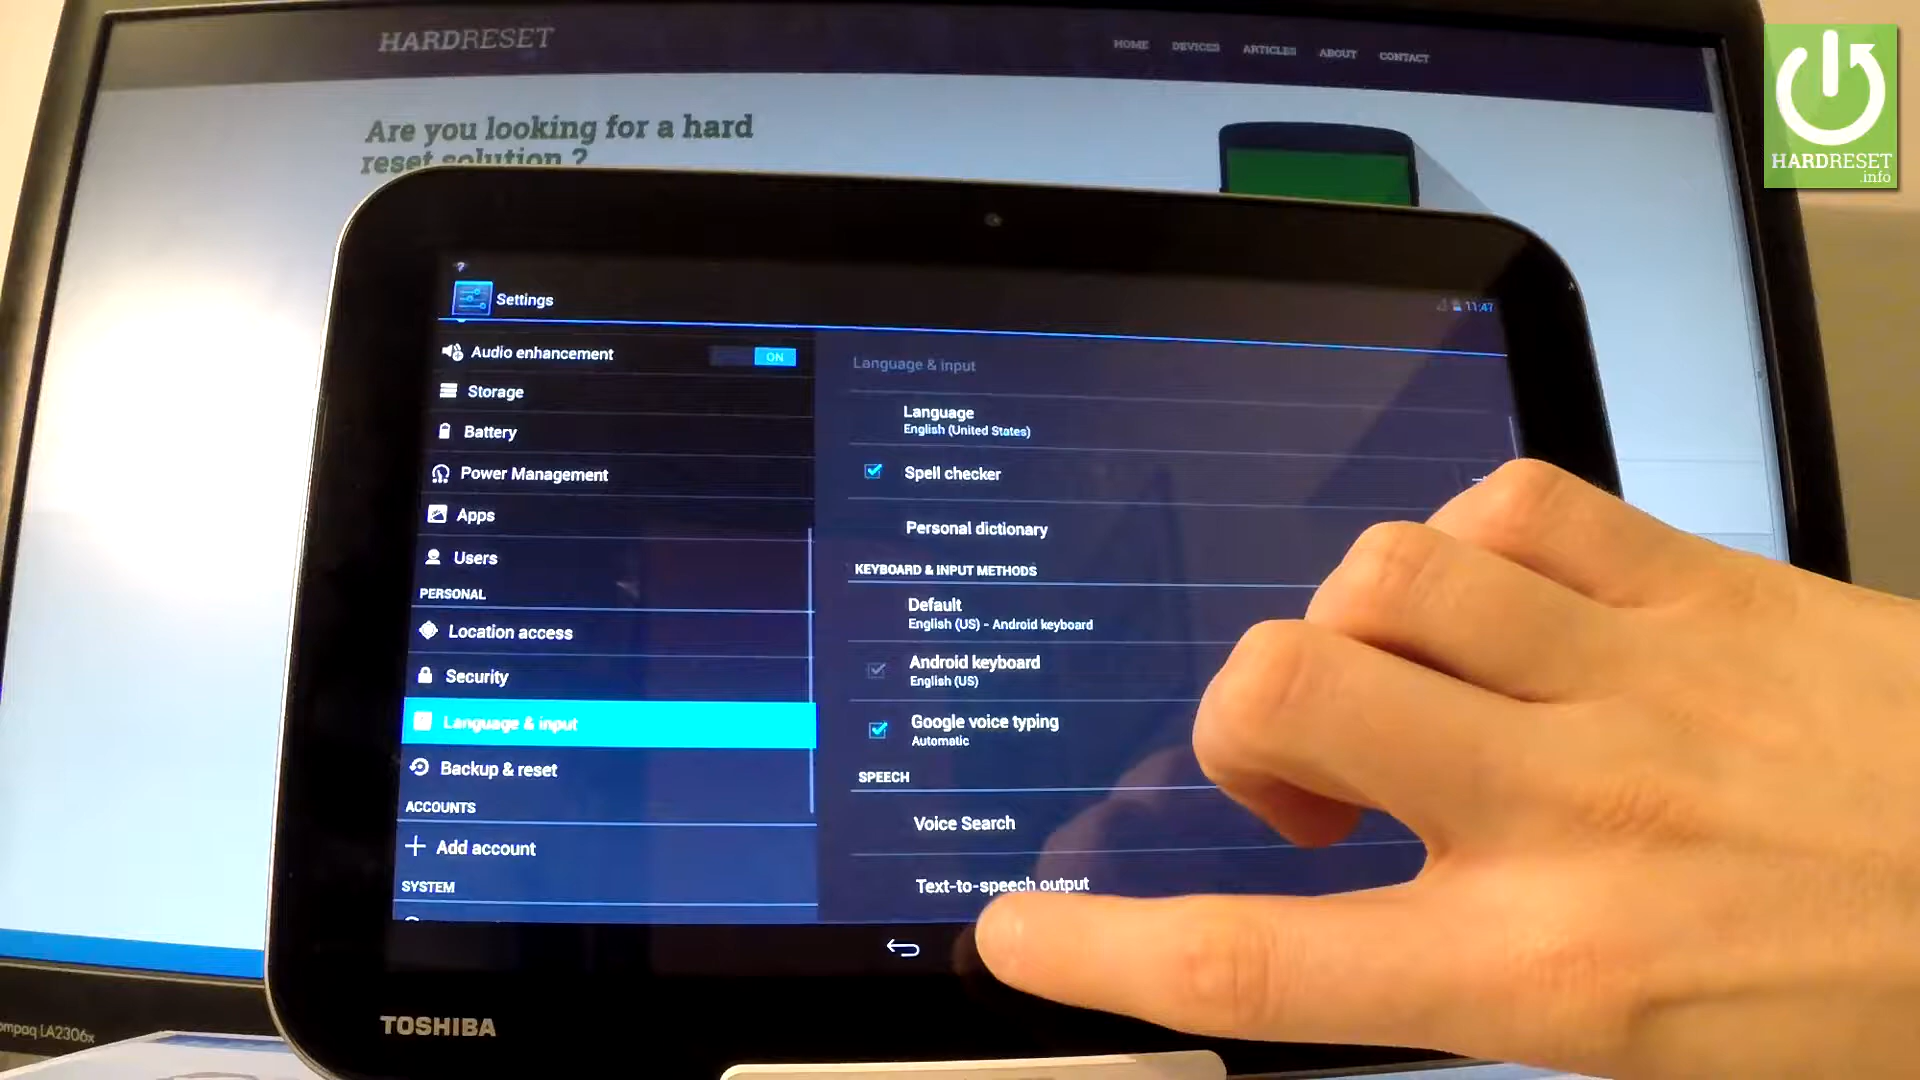 HARDRESET
HOME DEVICES ARTICLES ABOUT CONTACT
Are you looking for a hard
reset solution ?
HARDRESET
.info
?
Settings
11:47
Audio enhancement
ON
Storage
Battery
Power Management
Apps
Users
PERSONAL
Location access
Security
Language & input
Backup & reset
ACCOUNTS
Add account
SYSTEM
Language & input
Language
English (United States)
Spell checker
Personal dictionary
KEYBOARD & INPUT METHODS
Default
English (US) - Android keyboard
Android keyboard
English (US)
Google voice typing
Automatic
SPEECH
Voice Search
Text-to-speech output
TOSHIBA
LA2306x